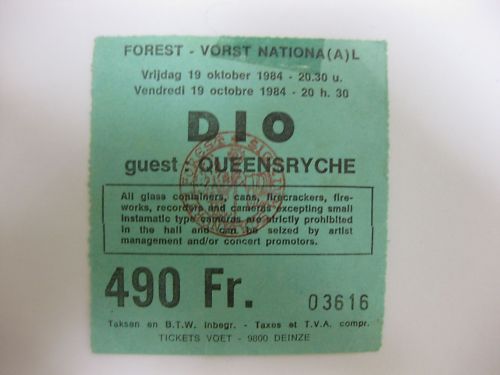 FOREST - VORST NATIONA(A)L
Vrijdag 19 oktober 1984 - 20.30 u.
Vendredi 19 octobre 1984 - 20 h. 30
DIO
guest : QUEENSRYCHE
All glass containers, cans, firecrackers, fire-
works, recorders and cameras excepting small
instamatic type cameras are strictly prohibited
in the hall and can be seized by artist
management and/or concert promotors.
490 Fr.
03616
Taksen en B.T.W. inbegr. - Taxes et T.V.A. compr.
TICKETS VOET - 9800 DEINZE